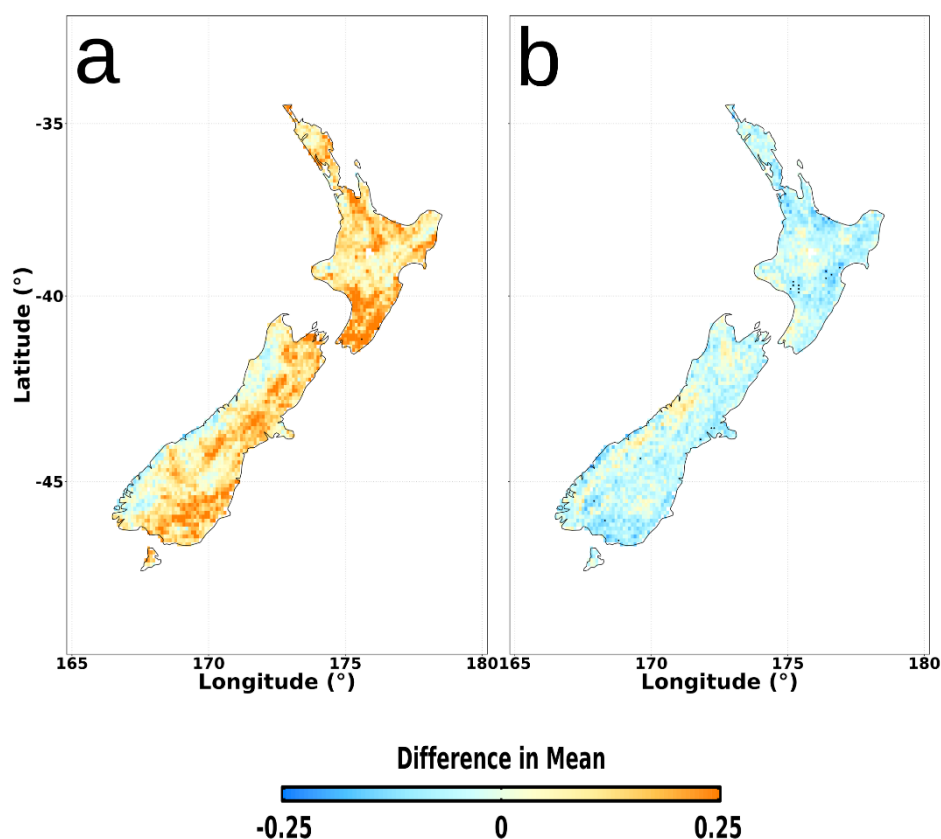 a b
-35
-40
-45
Latitude (°)
165 170 175 180 165 170 175 180
Longitude (°) Longitude (°)
Difference in Mean
-0.25 0 0.25